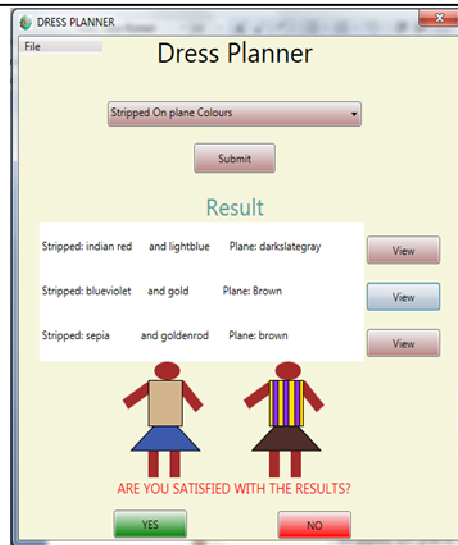 DRESS PLANNER
File
Dress Planner
Stripped On plane Colours
Submit
Result
Stripped: indian red and lightblue Plane: darkslategray
View
Stripped: blueviolet and gold Plane: Brown
View
Stripped: sepia and goldenrod Plane: brown
View
ARE YOU SATISFIED WITH THE RESULTS?
YES NO